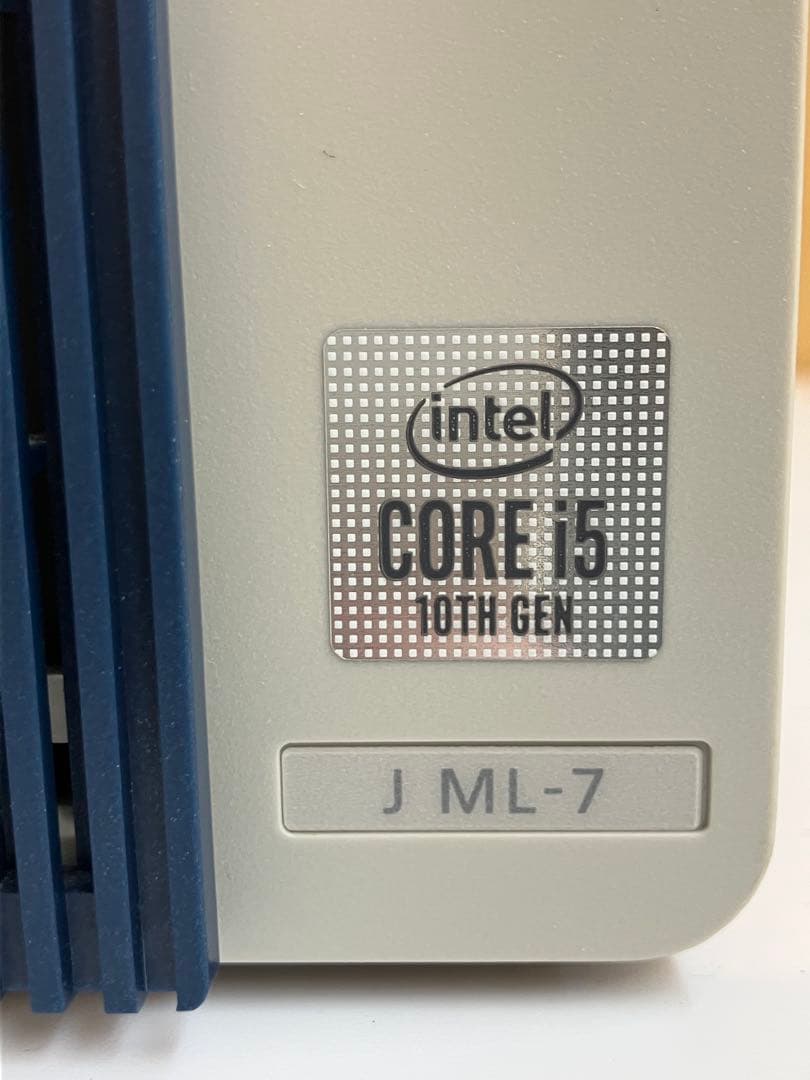 intel
CORE i5
10TH GEN
J ML-7